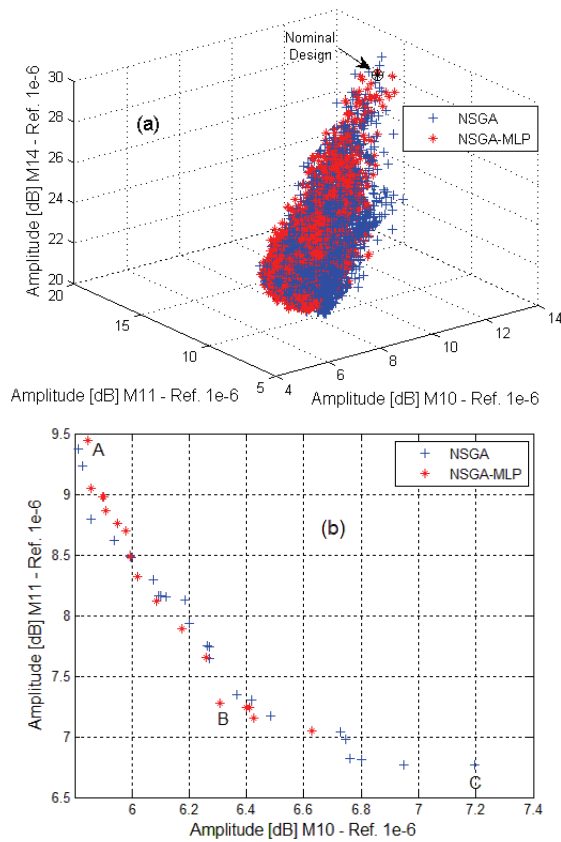 Nominal
Design
(a)
NSGA
NSGA-MLP
Amplitude [dB] M14 - Ref. 1e-6
30
28
26
24
22
20
20
15
10
5
4
6
8
10
12
14
Amplitude [dB] M11 - Ref. 1e-6
Amplitude [dB] M10 - Ref. 1e-6
9.5
9
8.5
8
7.5
7
6.5
Amplitude [dB] M11 - Ref. 1e-6
A
NSGA
NSGA-MLP
(b)
B
C
6
6.2
6.4
6.6
6.8
7
7.2
7.4
Amplitude [dB] M10 - Ref. 1e-6